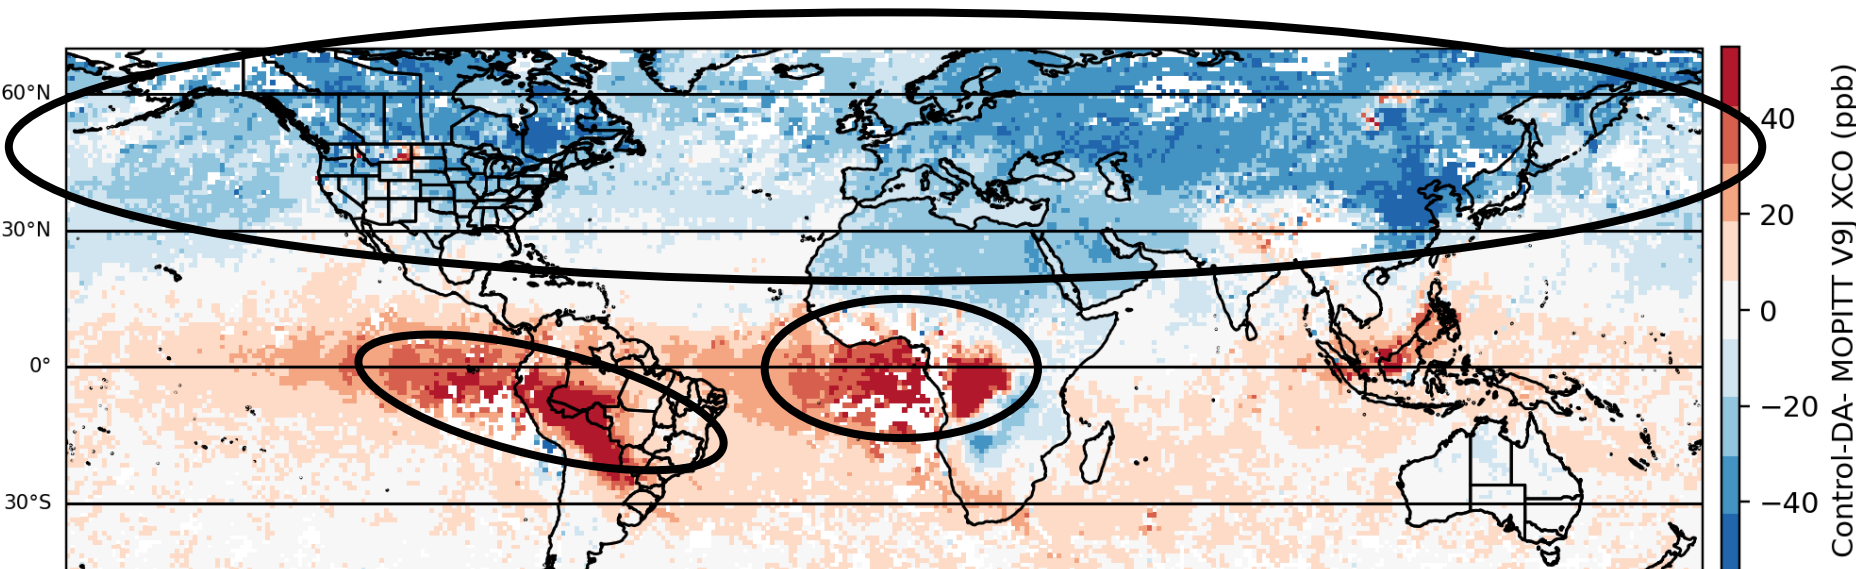 60°N
30°N
0°
30°S
40
20
0
−20
−40
Control-DA- MOPITT V9J XCO (ppb)